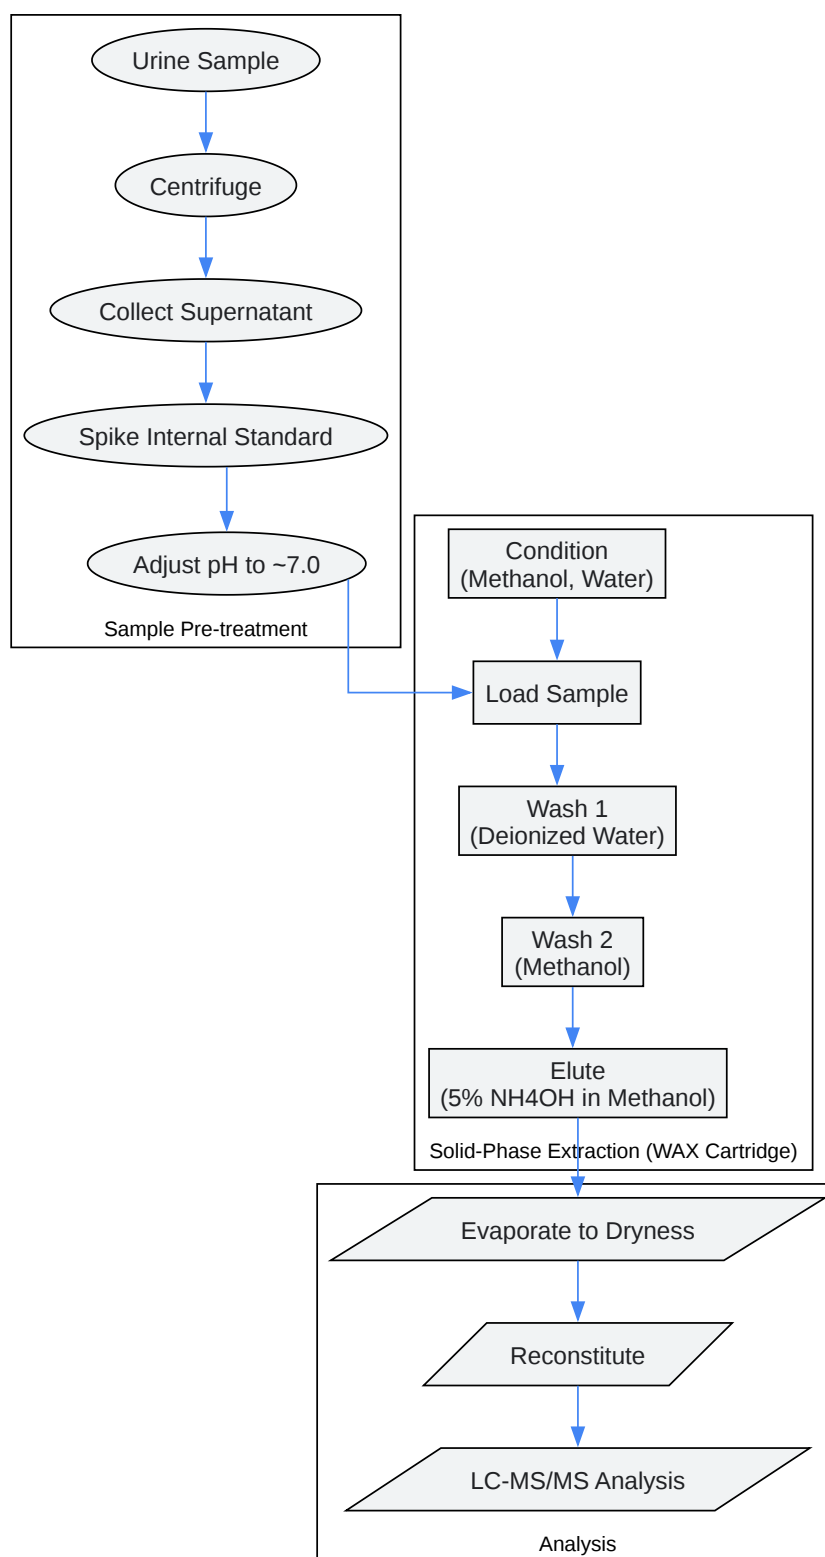 Urine Sample
Centrifuge
Collect Supernatant
Spike Internal Standard
Adjust pH to ~7.0
Sample Pre-treatment
Condition
(Methanol, Water)
Load Sample
Wash 1
(Deionized Water)
Wash 2
(Methanol)
Elute
(5% NH4OH in Methanol)
Solid-Phase Extraction (WAX Cartridge)
Evaporate to Dryness
Reconstitute
LC-MS/MS Analysis
Analysis